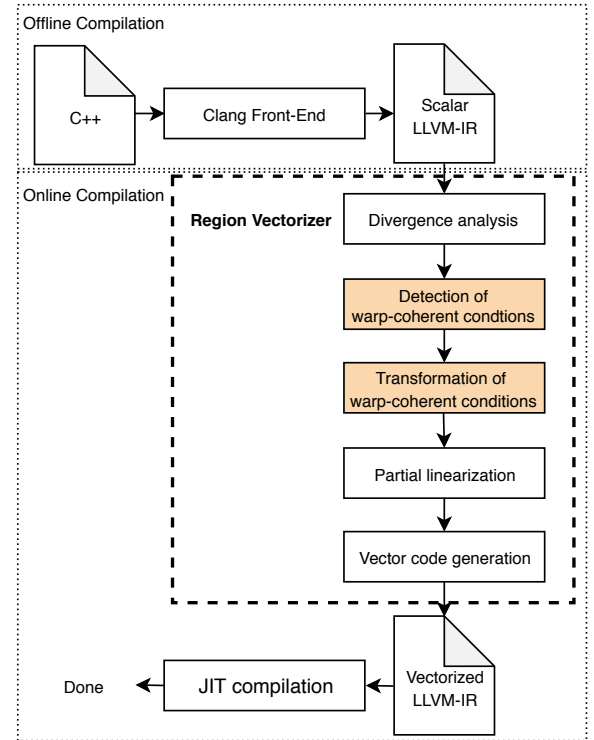 Offline Compilation
C++
Clang Front-End
Scalar
LLVM-IR
Online Compilation
Region Vectorizer
Divergence analysis
Detection of
warp-coherent condtions
Transformation of
warp-coherent conditions
Partial linearization
Vector code generation
Done
JIT compilation
Vectorized
LLVM-IR